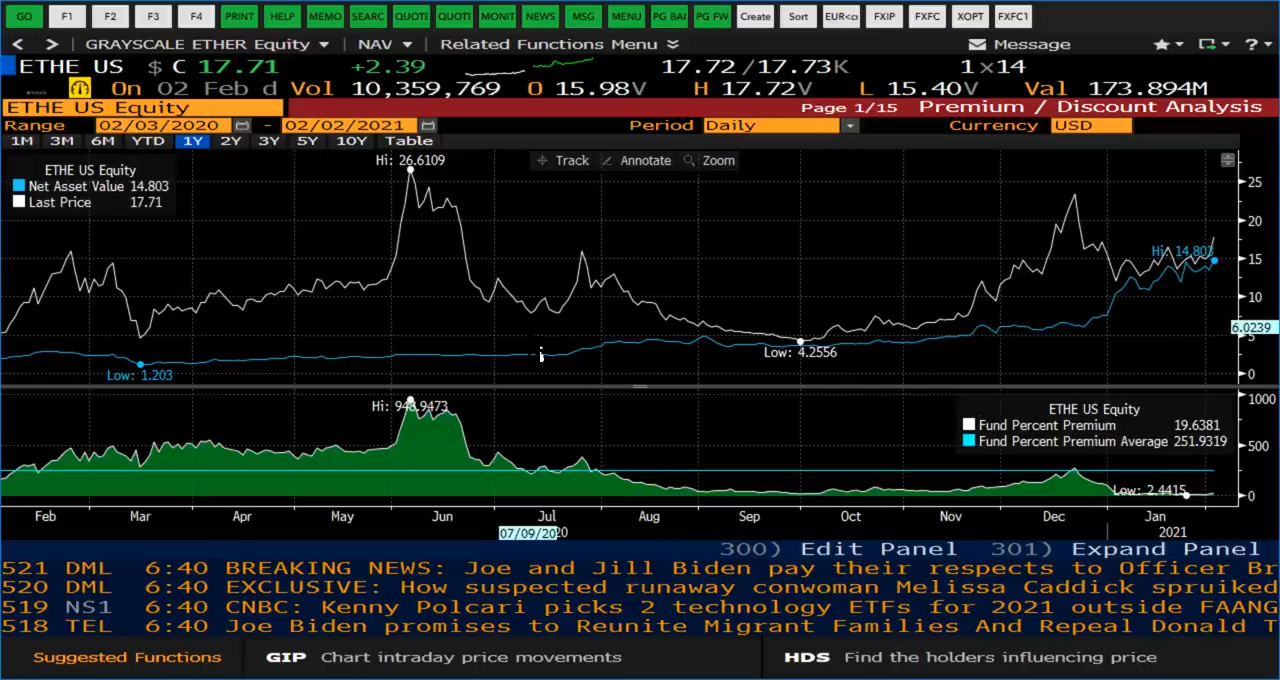 GO F1 F2 F3 F4 PRINT HELP MEMO SEARC QUOTE QUOTE MONIT NEWS MSG MENU PG BAC PG FW Create Sort EUR<cu FXIP FXFC XOPT FXFC1
GRAYSCALE ETHER Equity NAV Related Functions Menu Message ?
ETHE US $ C 17.71 +2.39 17.72/17.73K 1×14
On 02 Feb d Vol 10,359,769 O 15.98V H 17.72V L 15.40V Val 173.894M
ETHE US Equity Page 1/15 Premium / Discount Analysis
Range 02/03/2020 - 02/02/2021 Period Daily Currency USD
1M 3M 6M YTD 1Y 2Y 3Y 5Y 10Y Table
Hi: 26.6109 Track Annotate Zoom
ETHE US Equity
Net Asset Value 14.803
Last Price 17.71
25
20
Hi: 14.803 15
10
6.0239
5
Low: 4.2556
Low: 1.203 0
Hi: 948.9473 1000
ETHE US Equity
Fund Percent Premium 19.6381
Fund Percent Premium Average 251.9319
500
Low: 2.4415 0
Feb Mar Apr May Jun Jul Aug Sep Oct Nov Dec Jan
07/09/2020 2021
300) Edit Panel 301) Expand Panel
521 DML 6:40 BREAKING NEWS: Joe and Jill Biden pay their respects to Officer Br
520 DML 6:40 EXCLUSIVE: How suspected runaway conwoman Melissa Caddick spruiked
519 NS1 6:40 CNBC: Kenny Polcari picks 2 technology ETFs for 2021 outside FAANG
518 TEL 6:40 Joe Biden promises to Reunite Migrant Families And Repeal Donald T
Suggested Functions GIP Chart intraday price movements HDS Find the holders influencing price